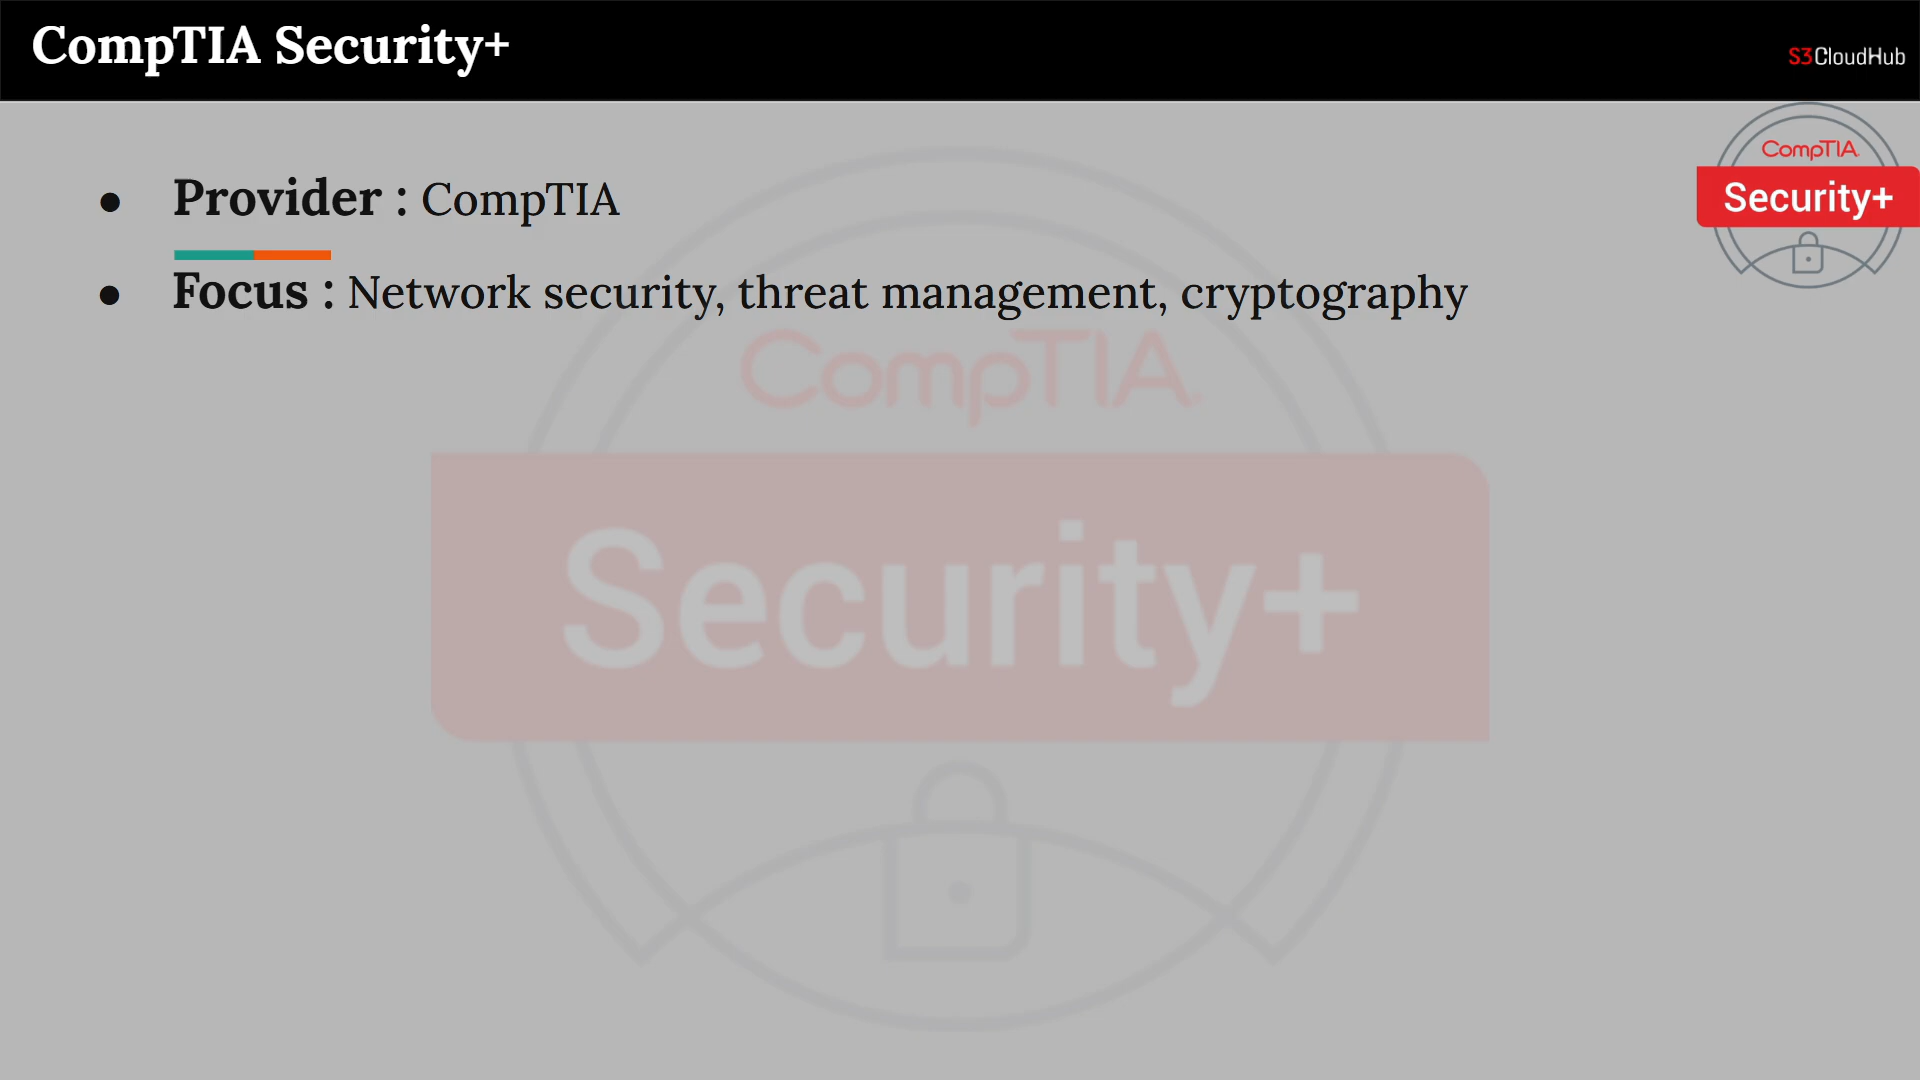 CompTIA Security+
S3CloudHub
CompTIA.
Security+
● Provider : CompTIA
● Focus : Network security, threat management, cryptography
CompTIA.
Security+